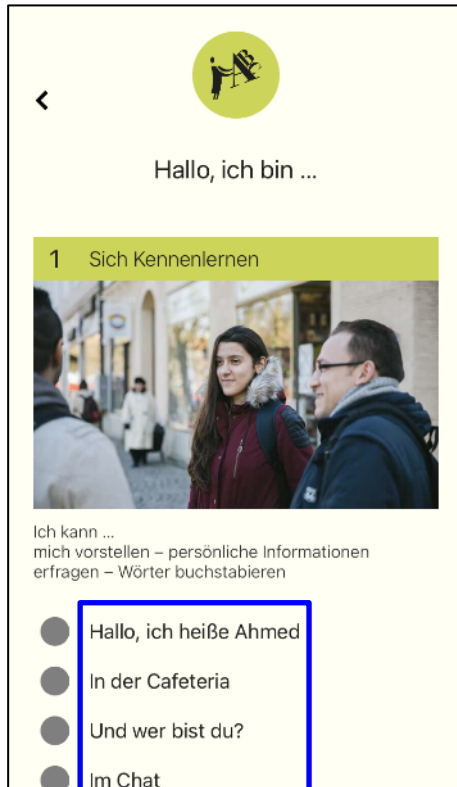 ABC
Hallo, ich bin ...
1 Sich Kennenlernen
Ich kann ...
mich vorstellen – persönliche Informationen
erfragen – Wörter buchstabieren
Hallo, ich heiße Ahmed
In der Cafeteria
Und wer bist du?
Im Chat